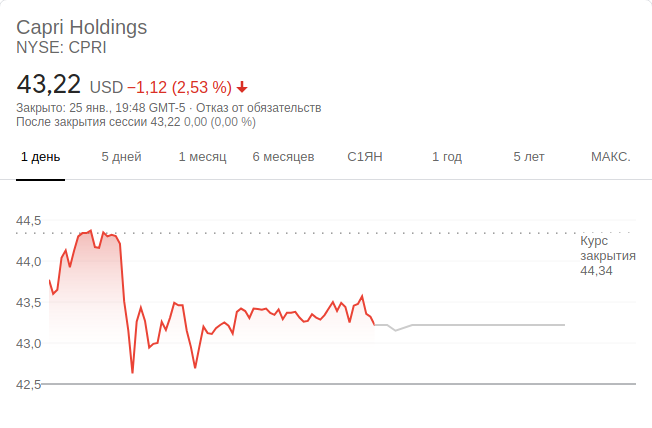 Capri Holdings
NYSE: CPRI
43,22 USD −1,12 (2,53 %)
Закрыто: 25 янв., 19:48 GMT-5 · Отказ от обязательств
После закрытия сессии 43,22 0,00 (0,00 %)
1 день 5 дней 1 месяц 6 месяцев С1ЯН 1 год 5 лет МАКС.
44,5
Курс
закрытия
44,34
44,0
43,5
43,0
42,5